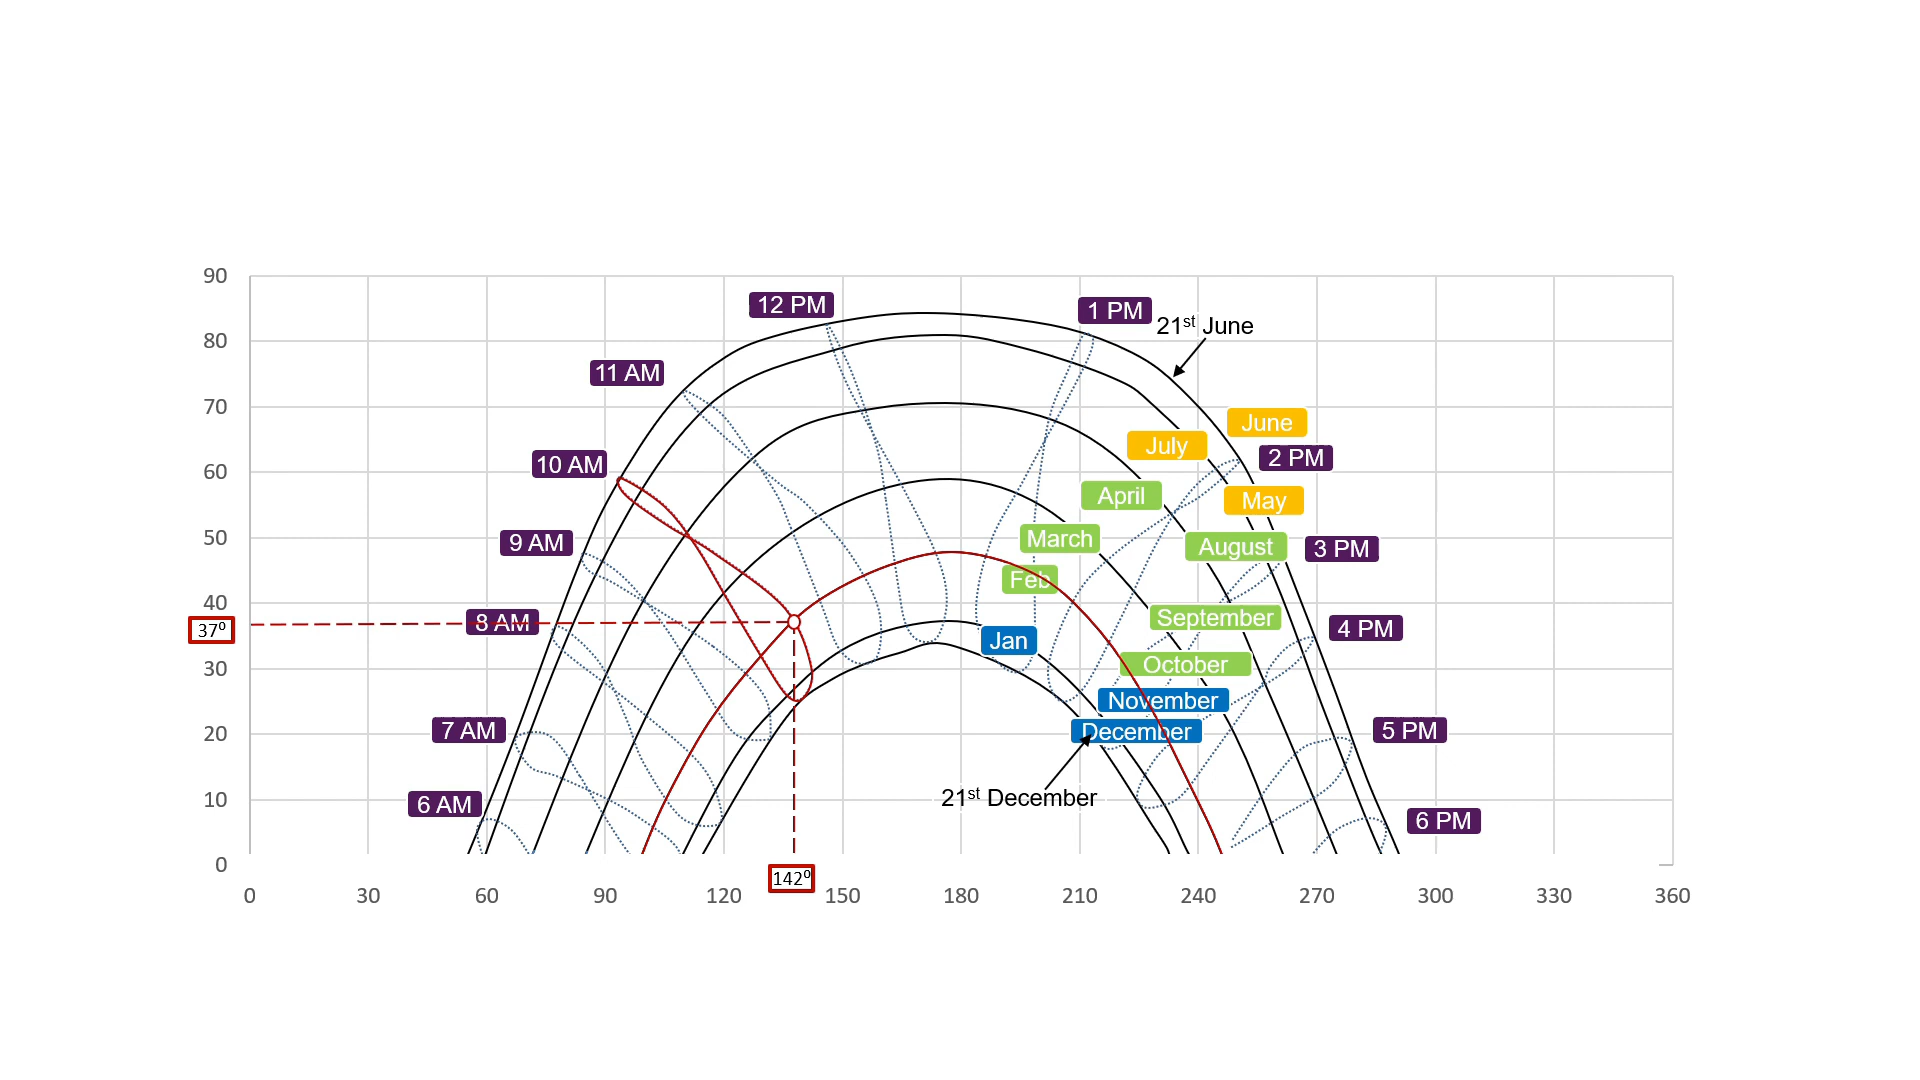 90
12 PM
1 PM
21st June
80
11 AM
70
June
July
2 PM
10 AM
60
April
May
50
9 AM
March
August
3 PM
Feb
40
37⁰
8 AM
September
4 PM
Jan
30
October
November
20
7 AM
December
5 PM
21st December
10
6 AM
6 PM
0
142⁰
0 30 60 90 120 150 180 210 240 270 300 330 360